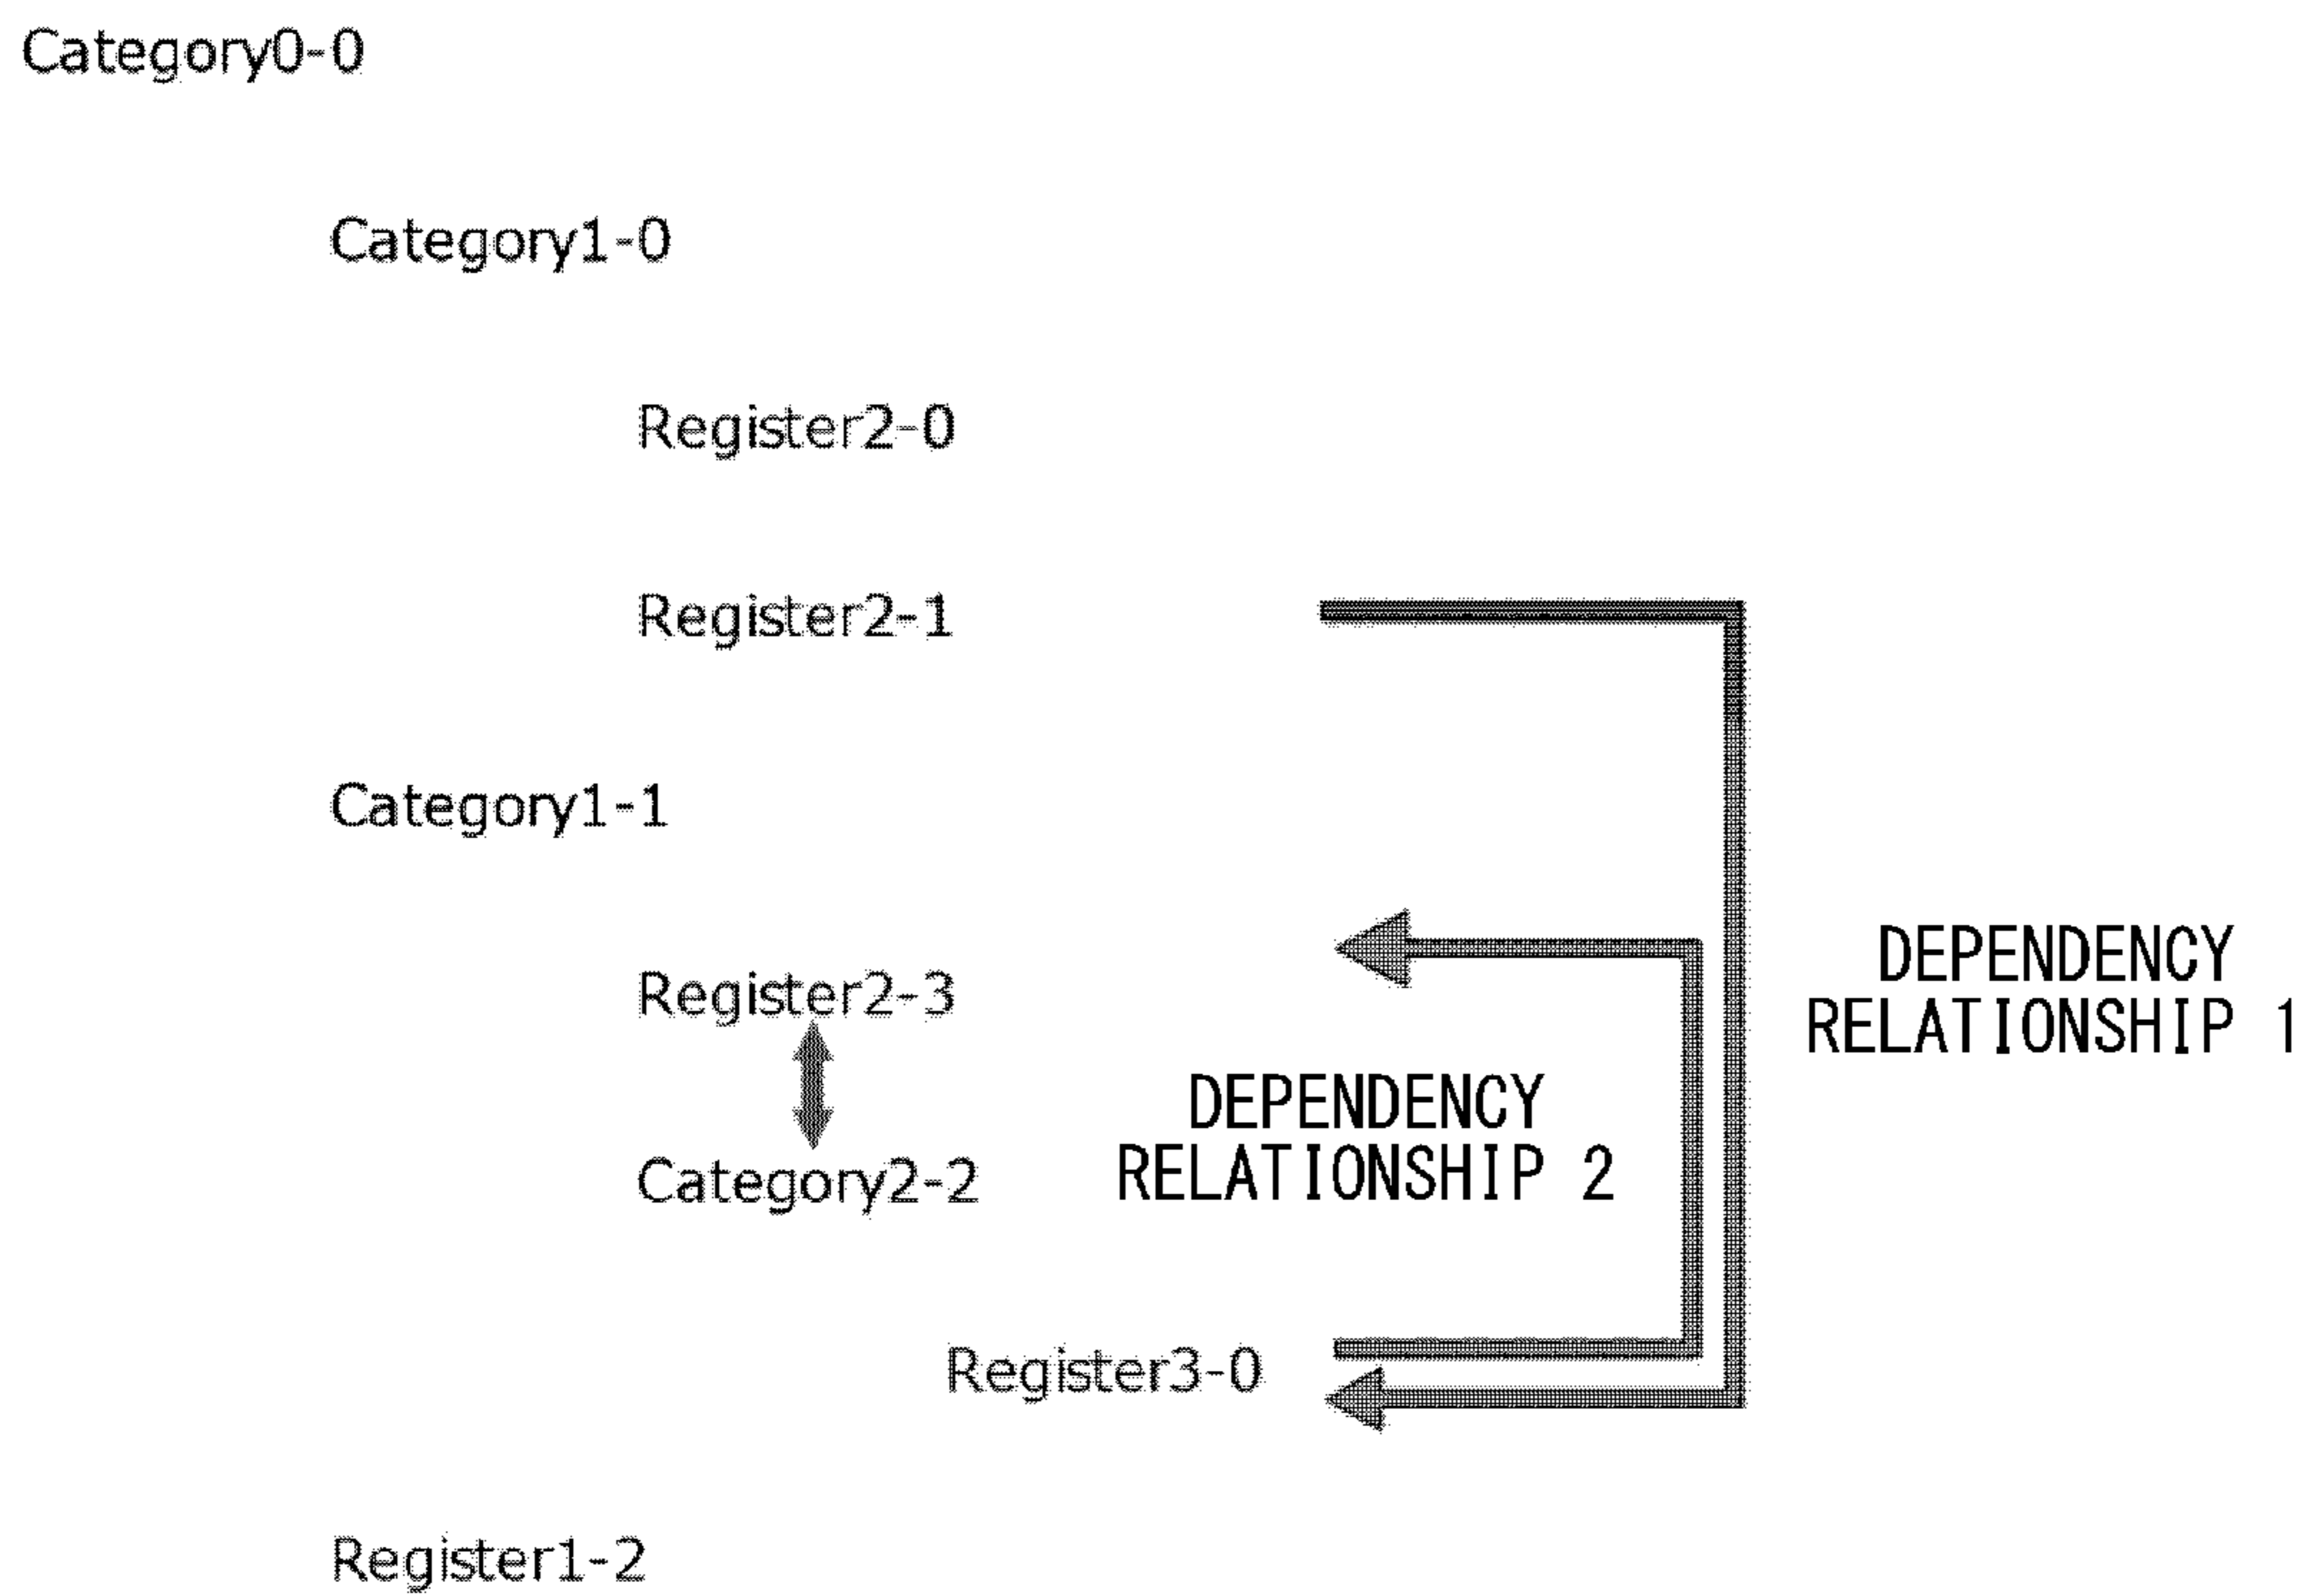 Category0-0
Category1-0
Register2-0
Register2-1
Category1-1
Register2-3
Category2-2
Register3-0
Register1-2
DEPENDENCY
RELATIONSHIP 2
DEPENDENCY
RELATIONSHIP 1